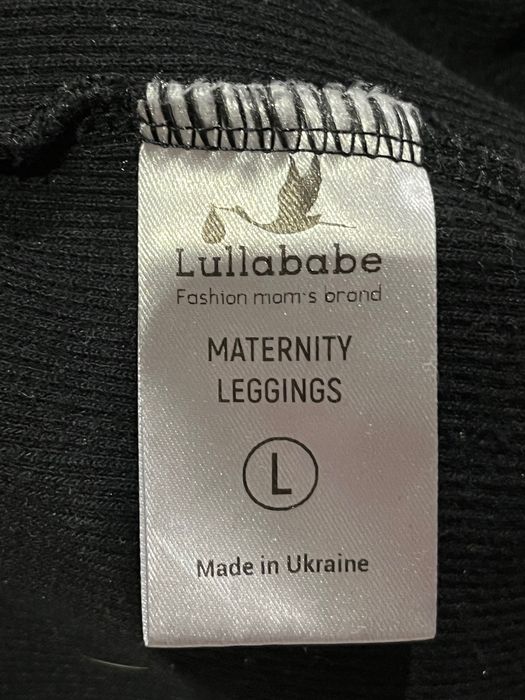 Lullababe
Fashion mom's brand
MATERNITY
LEGGINGS
L
Made in Ukraine